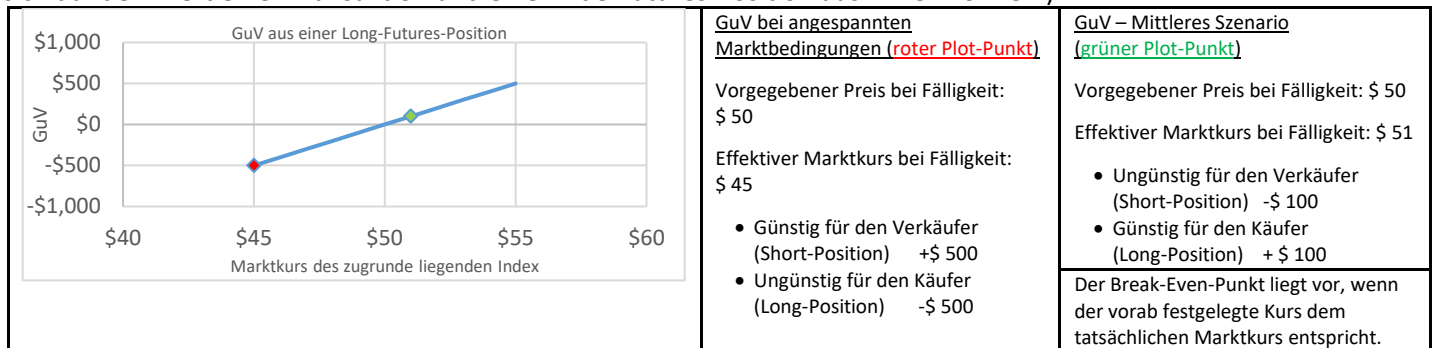 GuV aus einer Long-Futures-Position
$1,000
$500
$0
-$500
-$1,000
GuV
$40 $45 $50 $55 $60
Marktkurs des zugrunde liegenden Index
GuV bei angespannten
Marktbedingungen (roter Plot-Punkt)
Vorgegebener Preis bei Fälligkeit:
$ 50
Effektiver Marktkurs bei Fälligkeit:
$ 45
• Günstig für den Verkäufer
(Short-Position) +$ 500
• Ungünstig für den Käufer
(Long-Position) -$ 500
GuV – Mittleres Szenario
(grüner Plot-Punkt)
Vorgegebener Preis bei Fälligkeit: $ 50
Effektiver Marktkurs bei Fälligkeit: $ 51
• Ungünstig für den Verkäufer
(Short-Position) -$ 100
• Günstig für den Käufer
(Long-Position) + $ 100
Der Break-Even-Punkt liegt vor, wenn
der vorab festgelegte Kurs dem
tatsächlichen Marktkurs entspricht.